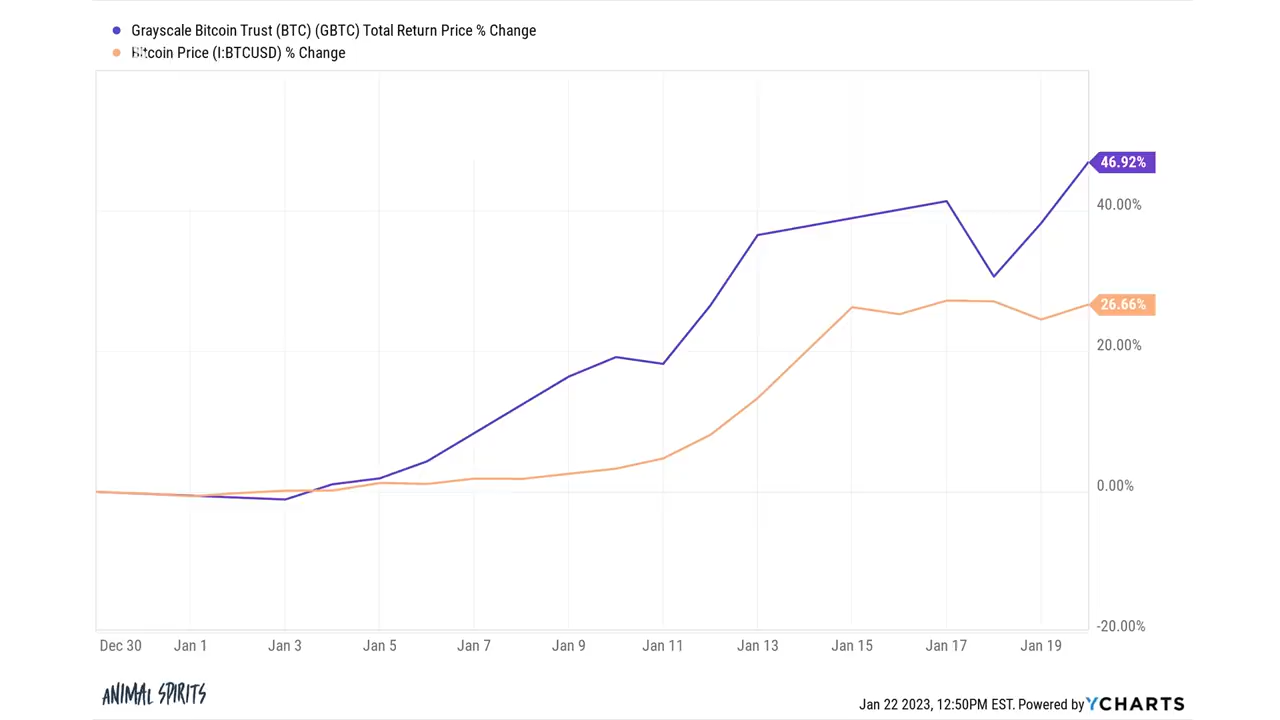 Grayscale Bitcoin Trust (BTC) (GBTC) Total Return Price % Change
Bitcoin Price (I:BTCUSD) % Change
46.92%
40.00%
26.66%
20.00%
0.00%
-20.00%
Dec 30 Jan 1 Jan 3 Jan 5 Jan 7 Jan 9 Jan 11 Jan 13 Jan 15 Jan 17 Jan 19
ANIMAL SPIRITS
Jan 22 2023, 12:50PM EST. Powered by YCHARTS